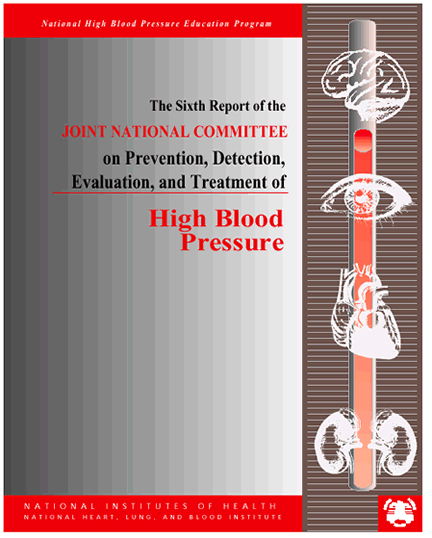 National High Blood Pressure Education Program
The Sixth Report of the
JOINT NATIONAL COMMITTEE
on Prevention, Detection,
Evaluation, and Treatment of
High Blood
Pressure
NATIONAL INSTITUTES OF HEALTH
NATIONAL HEART, LUNG, AND BLOOD INSTITUTE